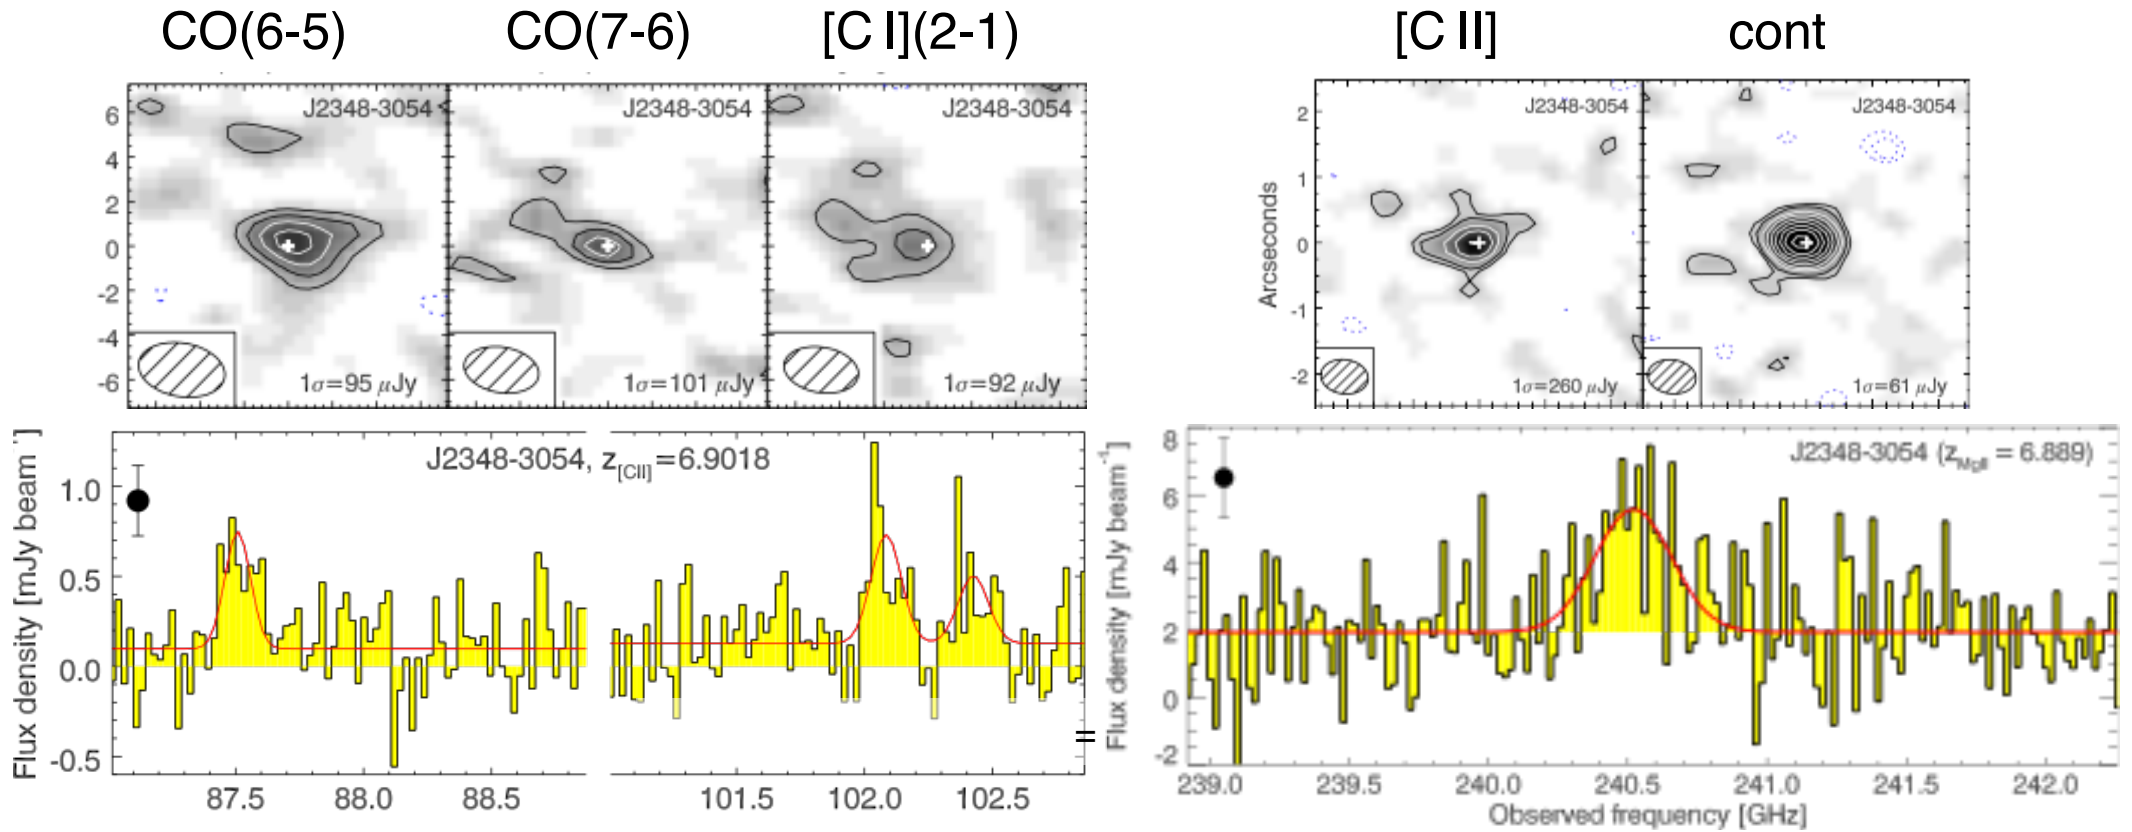 CO(6-5) CO(7-6) [C I](2-1) [C II] cont
J2348-3054 J2348-3054 J2348-3054 J2348-3054 J2348-3054
6
4
2
0
-2
-4
-6
1σ=95 μJy 1σ=101 μJy 1σ=92 μJy
Arcseconds
2
1
0
-1
-2
1σ=260 μJy 1σ=61 μJy
Flux density [mJy beam
J2348-3054, z[CII]=6.9018
1.0
0.5
0.0
-0.5
87.5 88.0 88.5 101.5 102.0 102.5
=
Flux density [mJy beam-1]
J2348-3054 (zMgII = 6.889)
8
6
4
2
0
-2
239.0 239.5 240.0 240.5 241.0 241.5 242.0
Observed frequency [GHz]